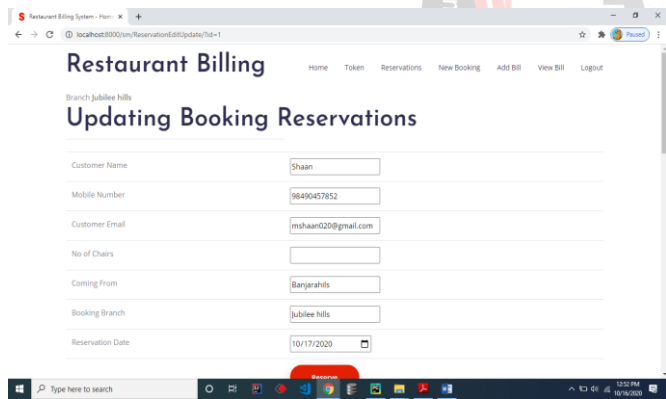 Restaurant Billing System - Hom
localhost:8000/sm/ReservationEditUpdate/?id=1
Paused
Restaurant Billing
Home Token Reservations New Booking Add Bill View Bill Logout
Branch Jubilee hills
Updating Booking Reservations
Customer Name Shaan
Mobile Number 98490457852
Customer Email mshaan020@gmail.com
No of Chairs
Coming From Banjarahils
Booking Branch Jubilee hills
Reservation Date 10/17/2020
Reserve
Type here to search
12:52 PM
10/16/2020